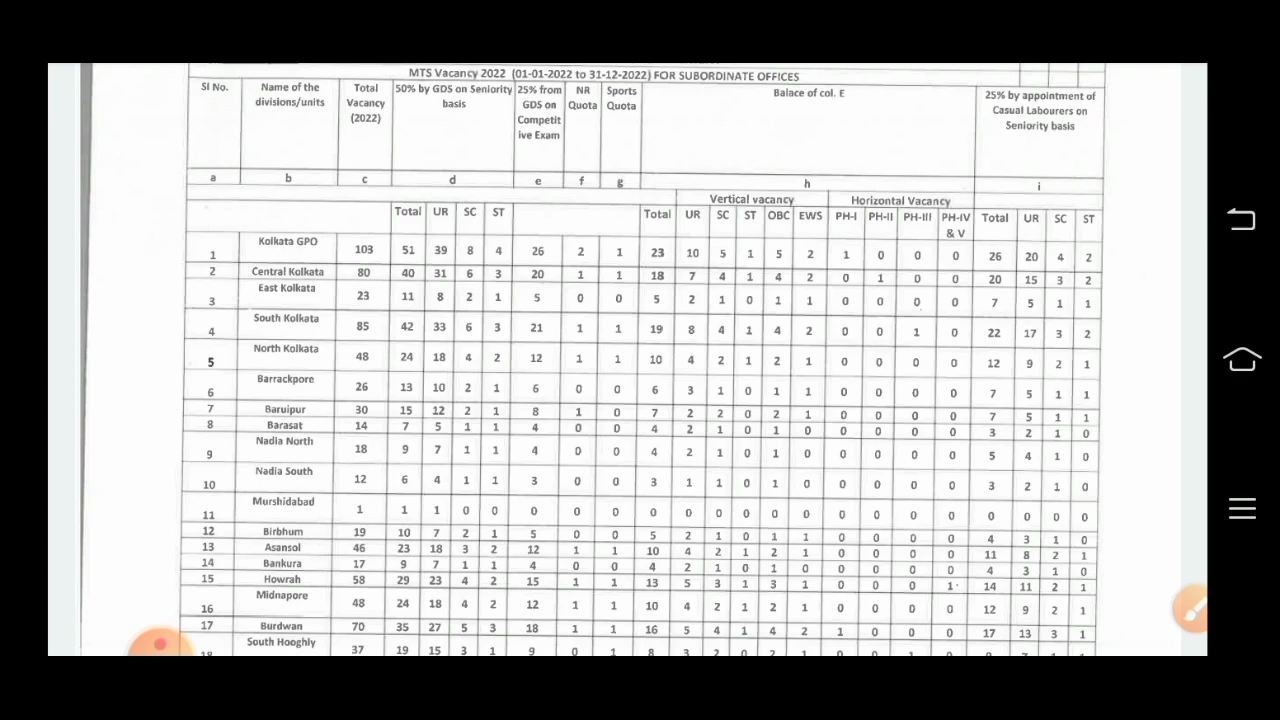 MTS Vacancy 2022 (01-01-2022 to 31-12-2022) FOR SUBORDINATE OFFICES
Sl No. Name of the divisions/units Total Vacancy (2022) 50% by GDS on Seniority basis 25% from GDS on Competit ive Exam NR Quota Sports Quota Balace of col. E 25% by appointment of Casual Labourers on Seniority basis
a b c d e f g h i
Vertical vacancy Horizontal Vacancy
Total UR SC ST Total UR SC ST OBC EWS PH-I PH-II PH-III PH-IV & V Total UR SC ST
1 Kolkata GPO 103 51 39 8 4 26 2 1 23 10 5 1 5 2 1 0 0 0 26 20 4 2
2 Central Kolkata 80 40 31 6 3 20 1 1 18 7 4 1 4 2 0 1 0 0 20 15 3 2
3 East Kolkata 23 11 8 2 1 5 0 0 5 2 1 0 1 1 0 0 0 0 7 5 1 1
4 South Kolkata 85 42 33 6 3 21 1 1 19 8 4 1 4 2 0 0 1 0 22 17 3 2
5 North Kolkata 48 24 18 4 2 12 1 1 10 4 2 1 2 1 0 0 0 0 12 9 2 1
6 Barrackpore 26 13 10 2 1 6 0 0 6 3 1 0 1 1 0 0 0 0 7 5 1 1
7 Baruipur 30 15 12 2 1 8 1 0 7 2 2 0 2 1 0 0 0 0 7 5 1 1
8 Barasat 14 7 5 1 1 4 0 0 4 2 1 0 1 0 0 0 0 0 3 2 1 0
9 Nadia North 18 9 7 1 1 4 0 0 4 2 1 0 1 0 0 0 0 0 5 4 1 0
10 Nadia South 12 6 4 1 1 3 0 0 3 1 1 0 1 0 0 0 0 0 3 2 1 0
11 Murshidabad 1 1 1 0 0 0 0 0 0 0 0 0 0 0 0 0 0 0 0 0 0 0
12 Birbhum 19 10 7 2 1 5 0 0 5 2 1 0 1 1 0 0 0 0 4 3 1 0
13 Asansol 46 23 18 3 2 12 1 1 10 4 2 1 2 1 0 0 0 0 11 8 2 1
14 Bankura 17 9 7 1 1 4 0 0 4 2 1 0 1 0 0 0 0 0 4 3 1 0
15 Howrah 58 29 23 4 2 15 1 1 13 5 3 1 3 1 0 0 0 1 14 11 2 1
16 Midnapore 48 24 18 4 2 12 1 1 10 4 2 1 2 1 0 0 0 0 12 9 2 1
17 Burdwan 70 35 27 5 3 18 1 1 16 5 4 1 4 2 1 0 0 0 17 13 3 1
18 South Hooghly 37 19 15 3 1 9 0 1 8 3 2 0 2 1 0 0 1 0